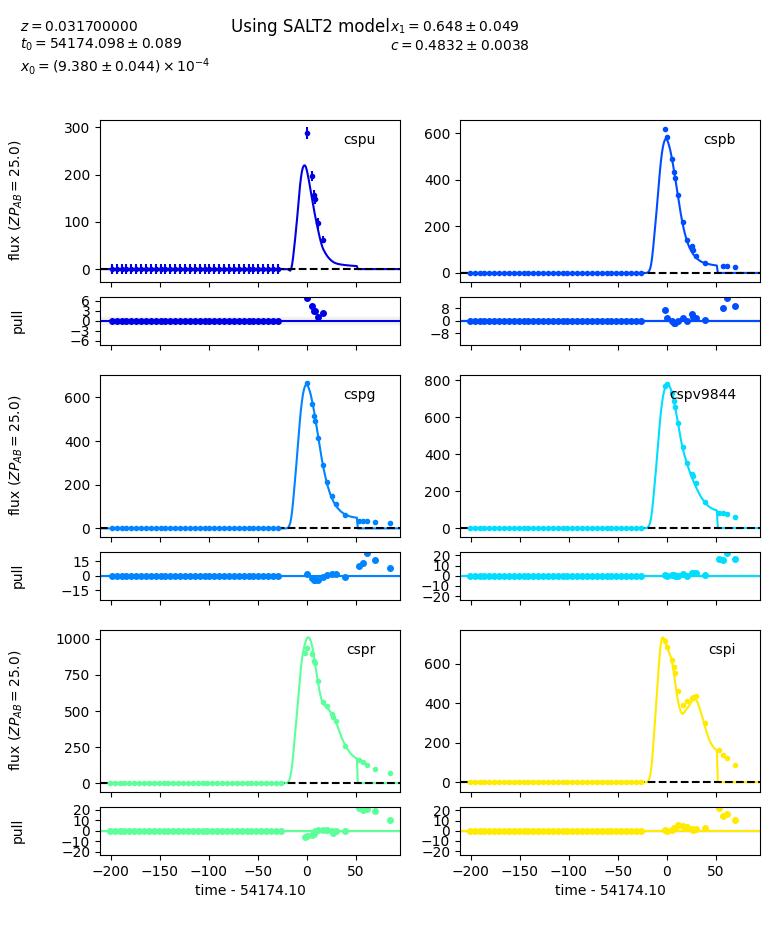 Using SALT2 model
z = 0.031700000
t₀ = 54174.098 ± 0.089
x₀ = (9.380 ± 0.044) × 10⁻⁴
x₁ = 0.648 ± 0.049
c = 0.4832 ± 0.0038
flux (ZP_AB = 25.0)
300
200
100
0
cspu
600
400
200
0
cspb
pull
6
3
0
−3
−6
8
0
−8
flux (ZP_AB = 25.0)
600
400
200
0
cspg
800
600
400
200
0
cspv9844
pull
15
0
−15
20
10
0
−10
−20
flux (ZP_AB = 25.0)
1000
750
500
250
0
cspr
600
400
200
0
cspi
pull
20
10
0
−10
−20
20
10
0
−10
−20
−200 −150 −100 −50 0 50
−200 −150 −100 −50 0 50
time - 54174.10
time - 54174.10